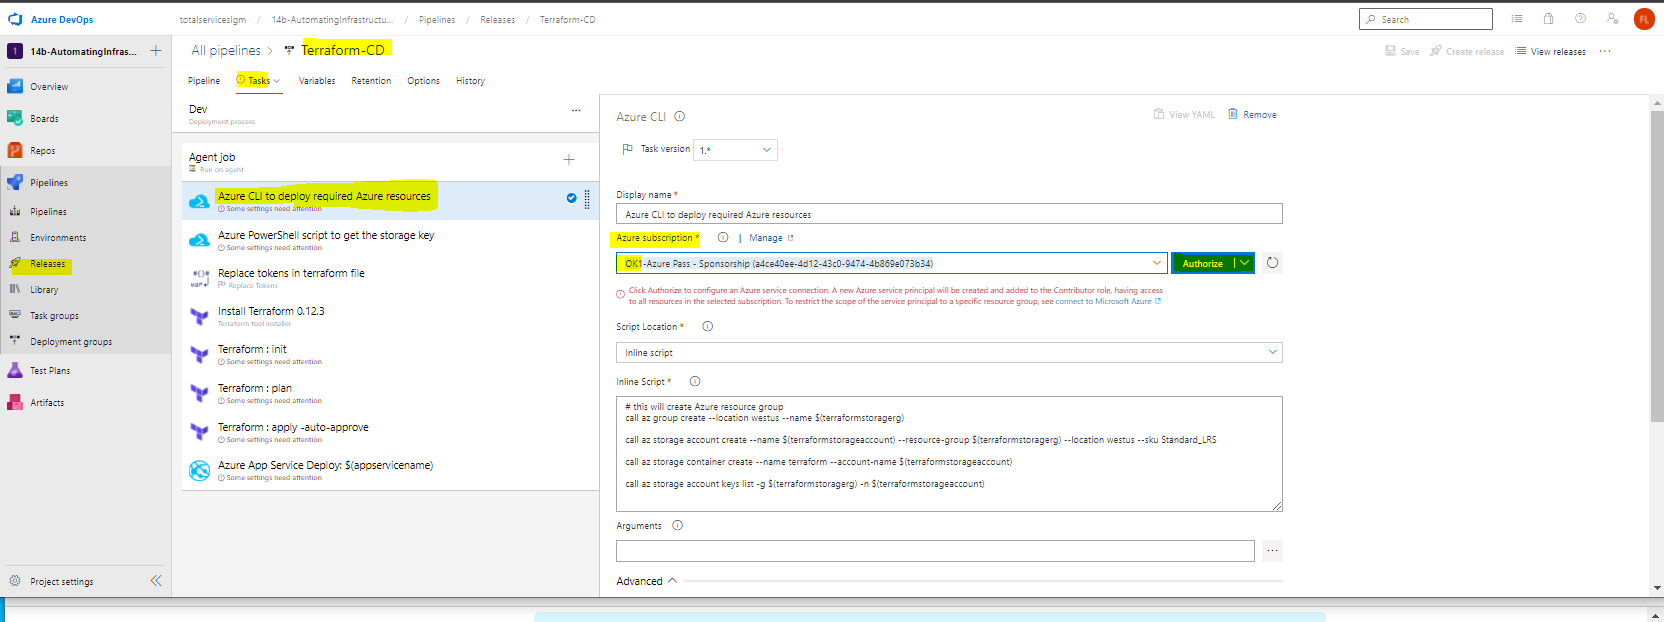 Azure DevOps
totalserviceslgm / 14b-AutomatingInfrastructu... / Pipelines / Releases / Terraform-CD
Search
FL
1 14b-AutomatingInfras...
Overview
Boards
Repos
Pipelines
Pipelines
Environments
Releases
Library
Task groups
Deployment groups
Test Plans
Artifacts
Project settings
All pipelines > Terraform-CD
Save Create release View releases ...
Pipeline Tasks Variables Retention Options History
Dev
Deployment process
Agent job
Run on agent
Azure CLI to deploy required Azure resources
Some settings need attention
Azure PowerShell script to get the storage key
Some settings need attention
Replace tokens in terraform file
Replace Tokens
Install Terraform 0.12.3
Terraform tool installer
Terraform : init
Some settings need attention
Terraform : plan
Some settings need attention
Terraform : apply -auto-approve
Some settings need attention
Azure App Service Deploy: $(appservicename)
Some settings need attention
Azure CLI
View YAML Remove
Task version 1.*
Display name *
Azure CLI to deploy required Azure resources
Azure subscription * | Manage
OK1-Azure Pass - Sponsorship (a4ce40ee-4d12-43c0-9474-4b869e073b34)
Authorize
Click Authorize to configure an Azure service connection. A new Azure service principal will be created and added to the Contributor role, having access
to all resources in the selected subscription. To restrict the scope of the service principal to a specific resource group, see connect to Microsoft Azure
Script Location *
Inline script
Inline Script *
# this will create Azure resource group
call az group create --location westus --name $(terraformstoragerg)
call az storage account create --name $(terraformstorageaccount) --resource-group $(terraformstoragerg) --location westus --sku Standard_LRS
call az storage container create --name terraform --account-name $(terraformstorageaccount)
call az storage account keys list -g $(terraformstoragerg) -n $(terraformstorageaccount)
Arguments
...
Advanced